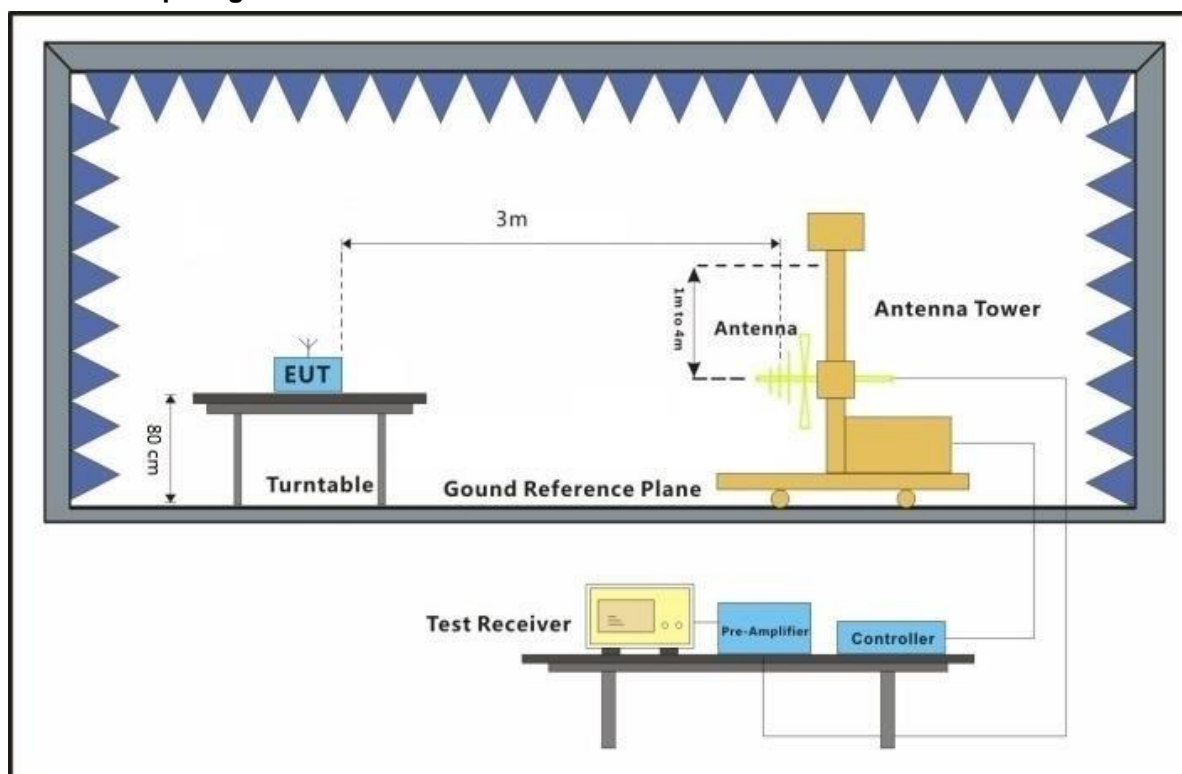 3m
1m to 4m
Antenna
Antenna Tower
EUT
80 cm
Turntable
Gound Reference Plane
Test Receiver
Pre-Amplifier
Controller